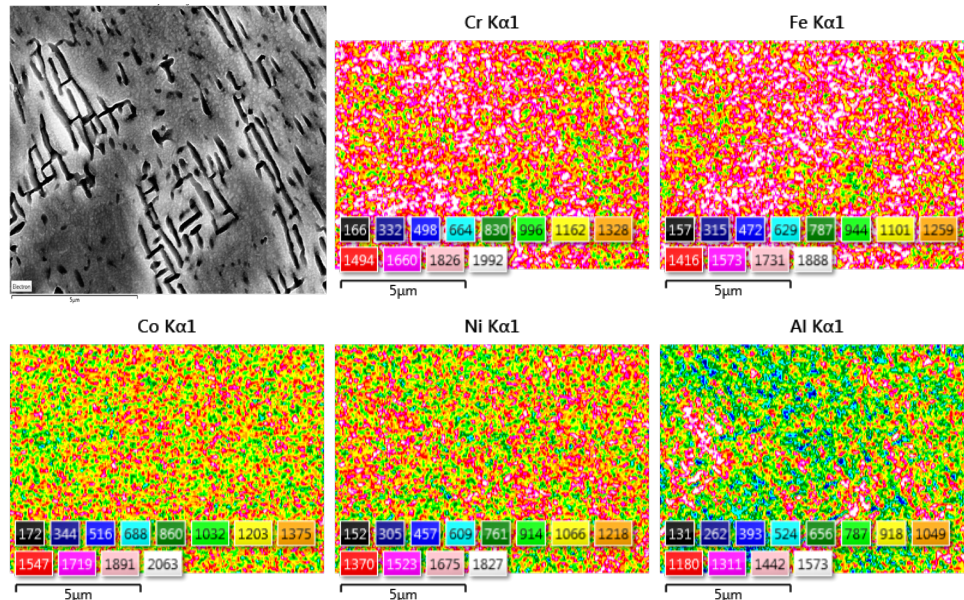 Electron
5μm
Cr Kα1
166 332 498 664 830 996 1162 1328
1494 1660 1826 1992
5μm
Fe Kα1
157 315 472 629 787 944 1101 1259
1416 1573 1731 1888
5μm
Co Kα1
172 344 516 688 860 1032 1203 1375
1547 1719 1891 2063
5μm
Ni Kα1
152 305 457 609 761 914 1066 1218
1370 1523 1675 1827
5μm
Al Kα1
131 262 393 524 656 787 918 1049
1180 1311 1442 1573
5μm